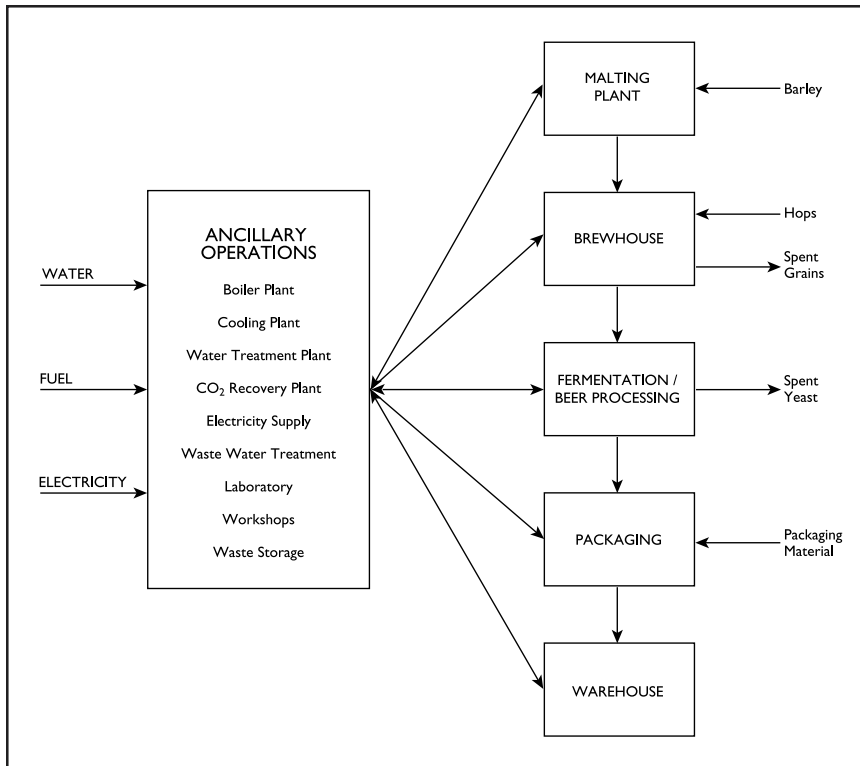 MALTING
PLANT
Barley
ANCILLARY
OPERATIONS
Boiler Plant
Cooling Plant
Water Treatment Plant
CO₂ Recovery Plant
Electricity Supply
Waste Water Treatment
Laboratory
Workshops
Waste Storage
WATER
FUEL
ELECTRICITY
BREWHOUSE
Hops
Spent
Grains
FERMENTATION /
BEER PROCESSING
Spent
Yeast
PACKAGING
Packaging
Material
WAREHOUSE